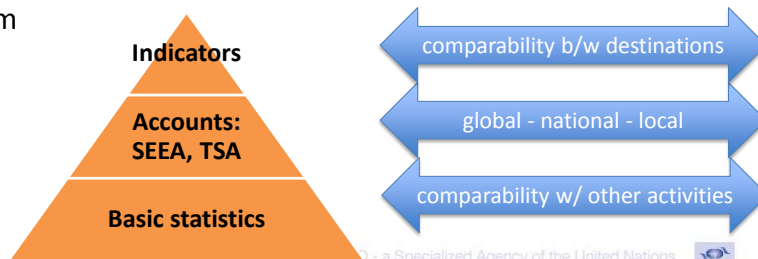 m
Indicators
comparability b/w destinations
Accounts:
SEEA, TSA
global - national - local
comparability w/ other activities
Basic statistics
- a Specialized Agency of the United Nations